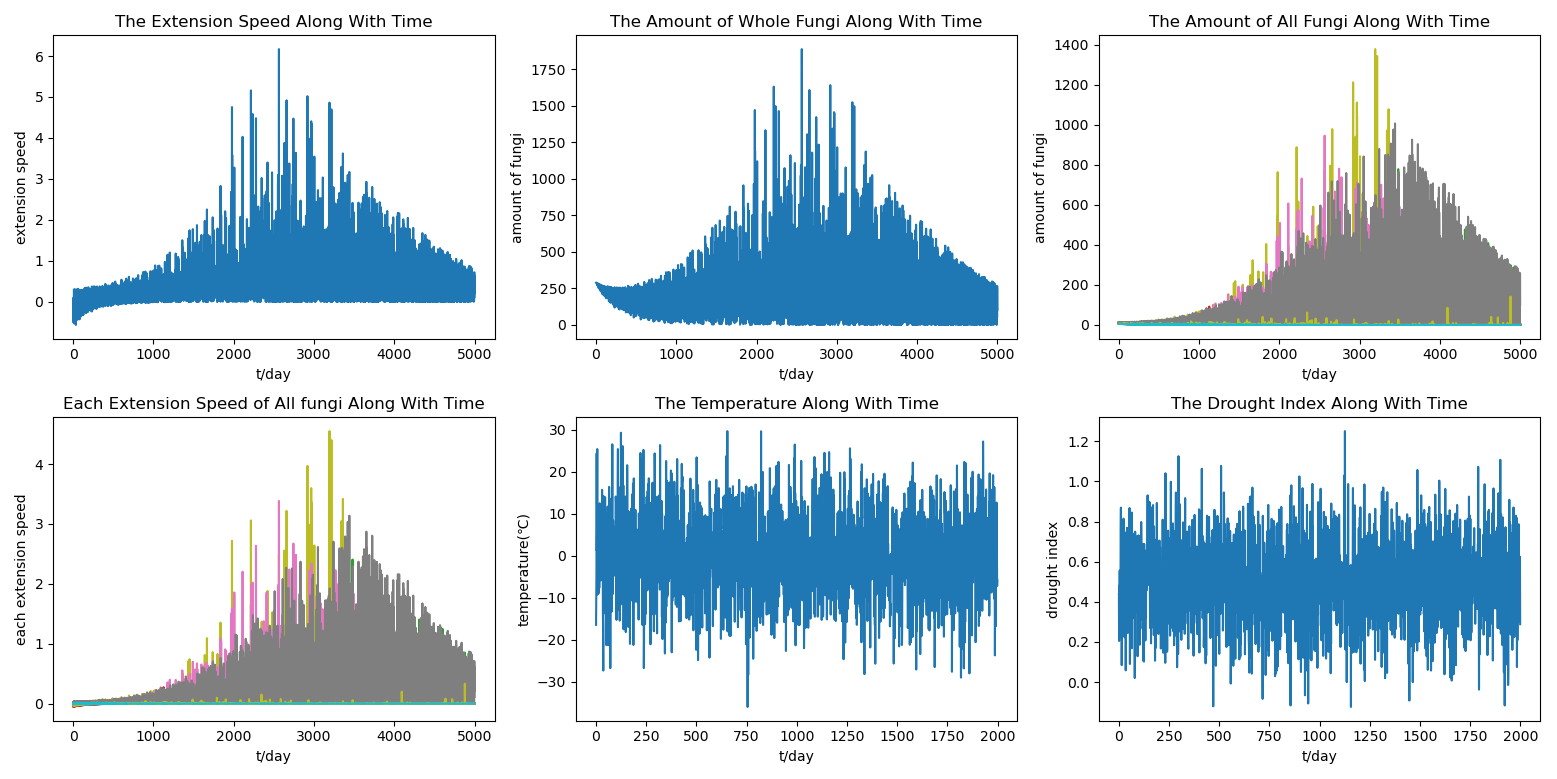 The Extension Speed Along With Time
6
5
4
3
2
1
0
extension speed
0 1000 2000 3000 4000 5000
t/day
The Amount of Whole Fungi Along With Time
1750
1500
1250
1000
750
500
250
0
amount of fungi
0 1000 2000 3000 4000 5000
t/day
The Amount of All Fungi Along With Time
1400
1200
1000
800
600
400
200
0
amount of fungi
0 1000 2000 3000 4000 5000
t/day
Each Extension Speed of All fungi Along With Time
4
3
2
1
0
each extension speed
0 1000 2000 3000 4000 5000
t/day
The Temperature Along With Time
30
20
10
0
−10
−20
−30
temperature(℃)
0 250 500 750 1000 1250 1500 1750 2000
t/day
The Drought Index Along With Time
1.2
1.0
0.8
0.6
0.4
0.2
0.0
drought index
0 250 500 750 1000 1250 1500 1750 2000
t/day